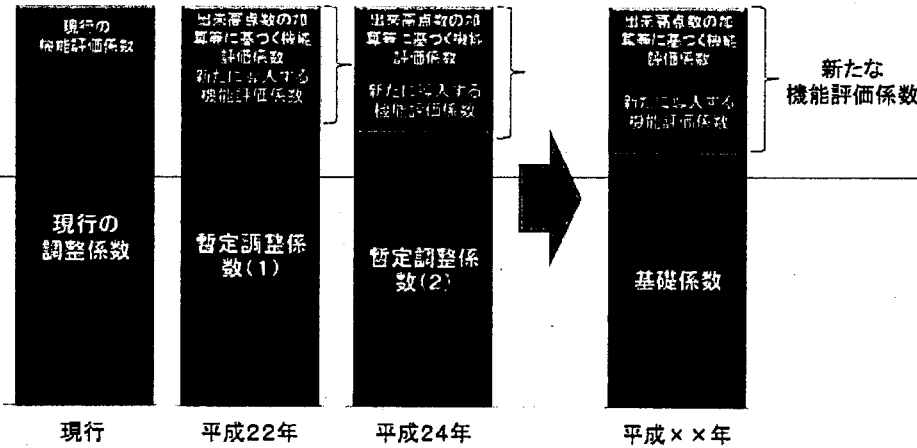 現行の
機能評価係数
現行の
調整係数
現行
出来高点数の加
算等に基づく機能
評価係数
新たに導入する
機能評価係数
暫定調整係
数(1)
平成22年
出来高点数の加
算等に基づく機能
評価係数
新たに導入する
機能評価係数
暫定調整係
数(2)
平成24年
出来高点数の加
算等に基づく機能
評価係数
新たに導入する
機能評価係数
基礎係数
平成××年
新たな
機能評価係数